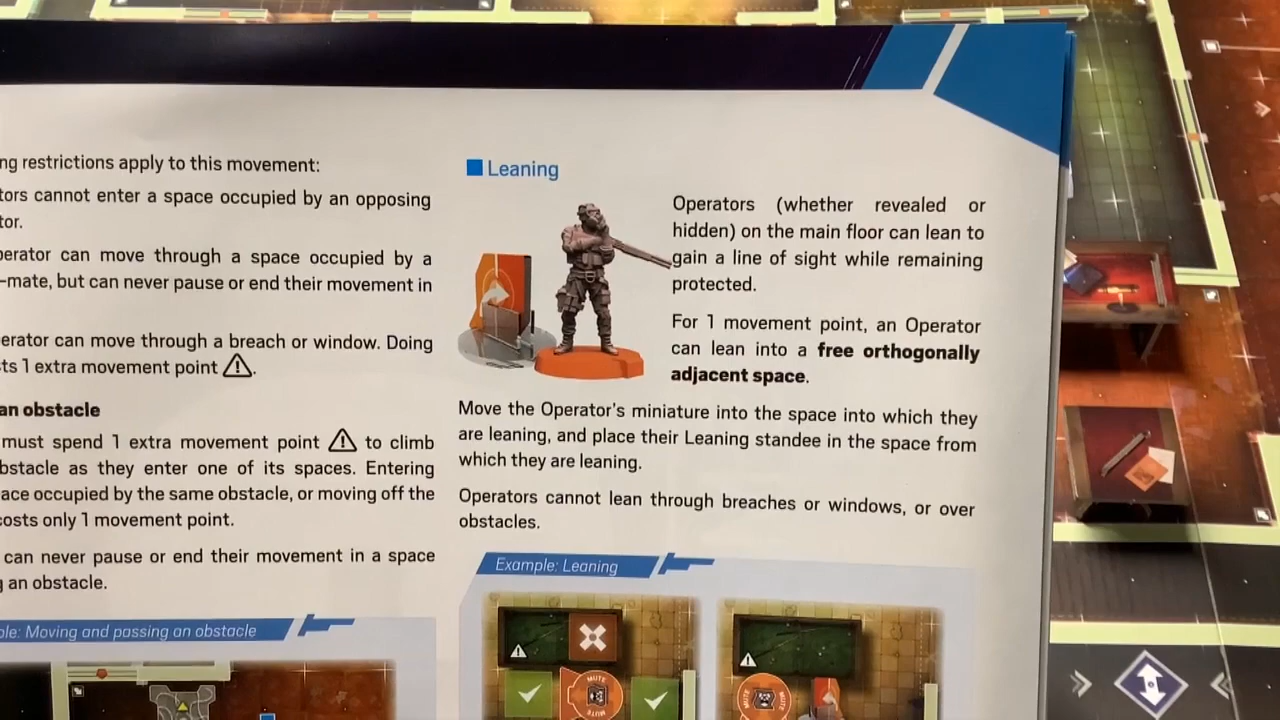 ng restrictions apply to this movement:
tors cannot enter a space occupied by an opposing
tor.
perator can move through a space occupied by a
-mate, but can never pause or end their movement in
erator can move through a breach or window. Doing
ts 1 extra movement point
an obstacle
must spend 1 extra movement point to climb
bstacle as they enter one of its spaces. Entering
ace occupied by the same obstacle, or moving off the
costs only 1 movement point.
can never pause or end their movement in a space
g an obstacle.
ple: Moving and passing an obstacle
Leaning
Operators (whether revealed or
hidden) on the main floor can lean to
gain a line of sight while remaining
protected.
For 1 movement point, an Operator
can lean into a free orthogonally
adjacent space.
Move the Operator's miniature into the space into which they
are leaning, and place their Leaning standee in the space from
which they are leaning.
Operators cannot lean through breaches or windows, or over
obstacles.
Example: Leaning
MUTE
MUTE
MUTE
MUTE